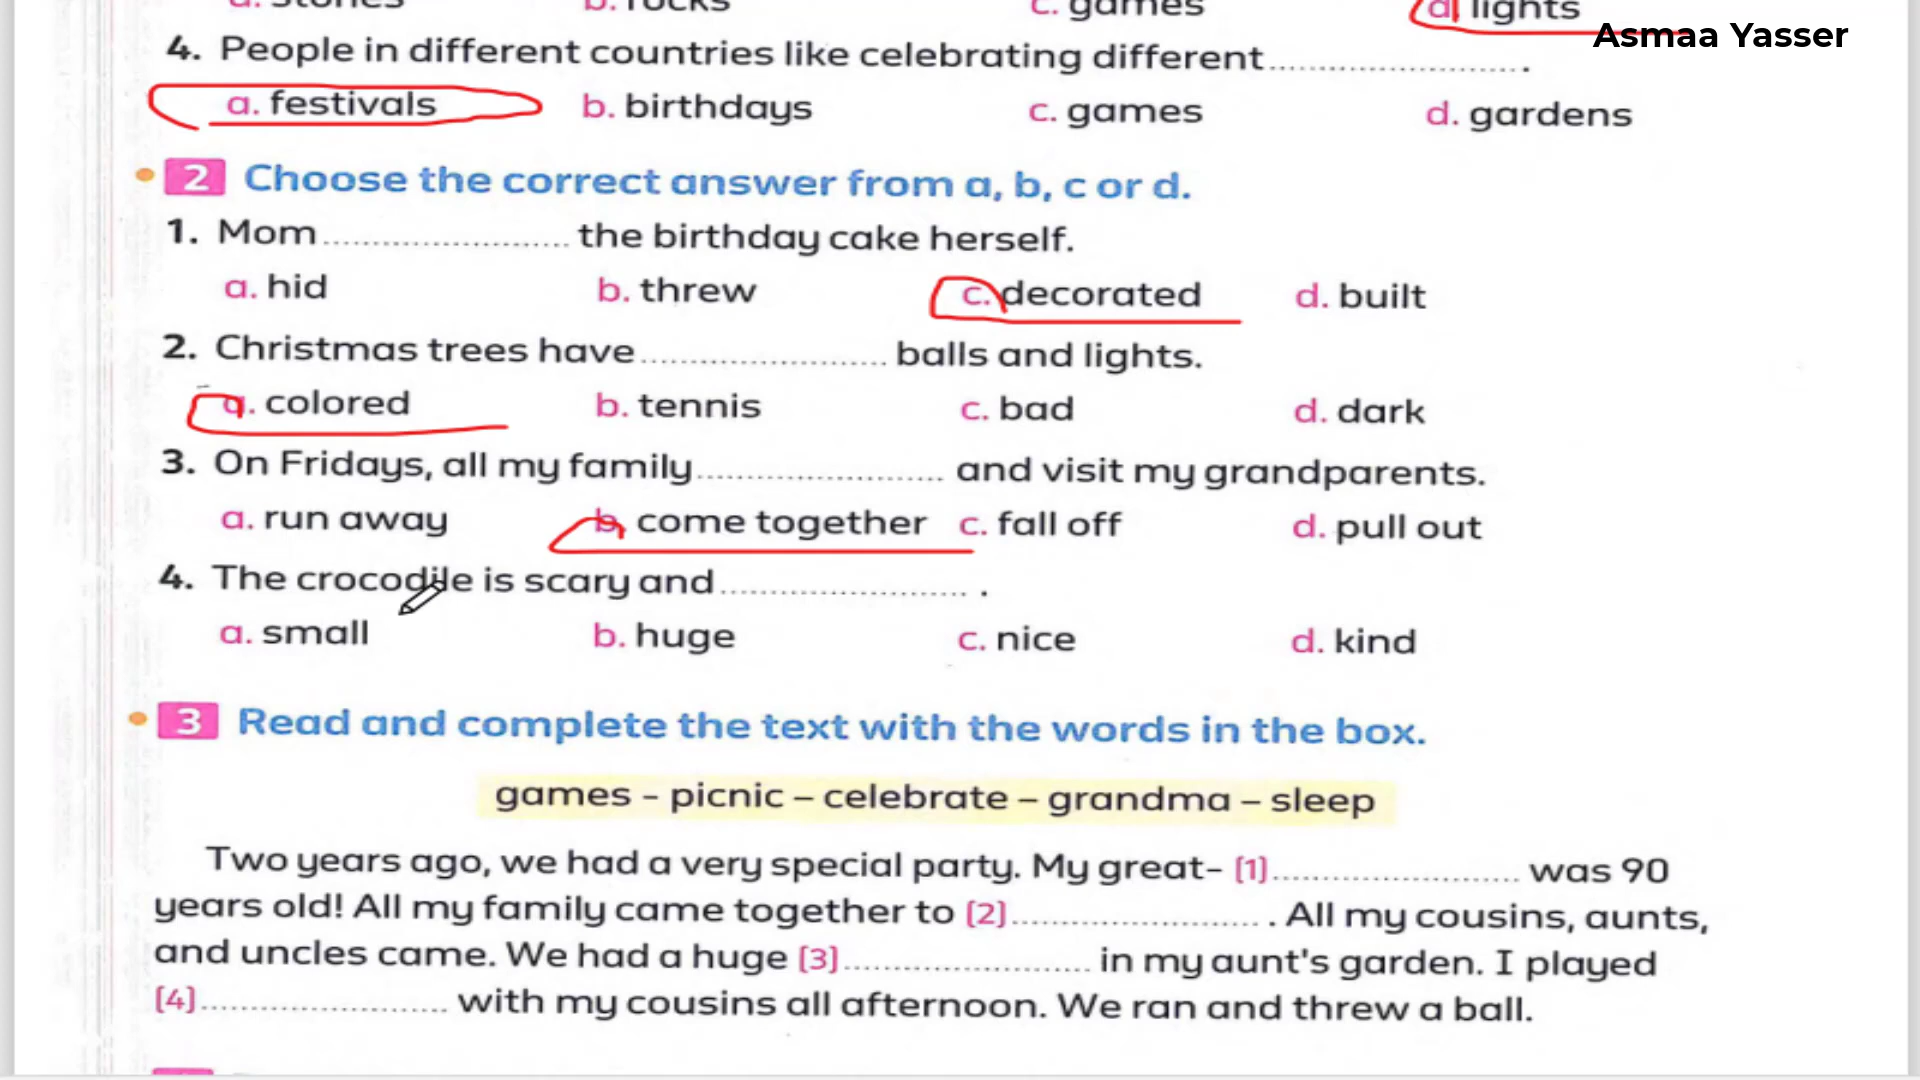 a. stones b. rocks c. games d. lights
Asmaa Yasser
4. People in different countries like celebrating different .......................... .
a. festivals b. birthdays c. games d. gardens
2 Choose the correct answer from a, b, c or d.
1. Mom .......................... the birthday cake herself.
a. hid b. threw c. decorated d. built
2. Christmas trees have .......................... balls and lights.
a. colored b. tennis c. bad d. dark
3. On Fridays, all my family .......................... and visit my grandparents.
a. run away b. come together c. fall off d. pull out
4. The crocodile is scary and .......................... .
a. small b. huge c. nice d. kind
3 Read and complete the text with the words in the box.
games - picnic – celebrate – grandma – sleep
Two years ago, we had a very special party. My great- (1) .......................... was 90
years old! All my family came together to (2) .......................... . All my cousins, aunts,
and uncles came. We had a huge (3) .......................... in my aunt's garden. I played
(4) .......................... with my cousins all afternoon. We ran and threw a ball.